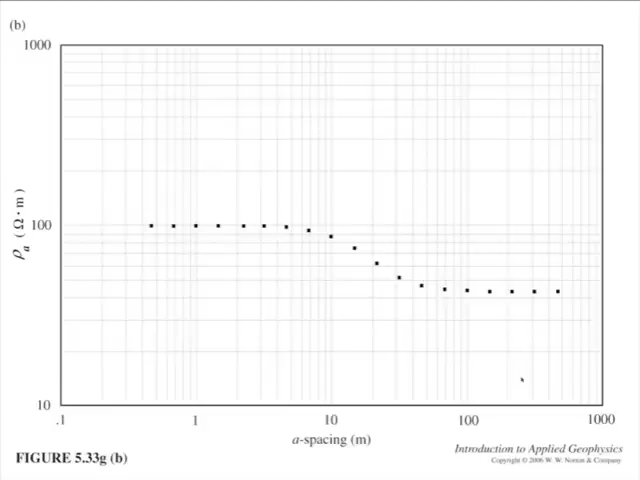 (b)
1000
100
10
ρa (Ω·m)
.1 1 10 100 1000
a-spacing (m)
Introduction to Applied Geophysics
Copyright © 2006 W. W. Norton & Company
FIGURE 5.33g (b)